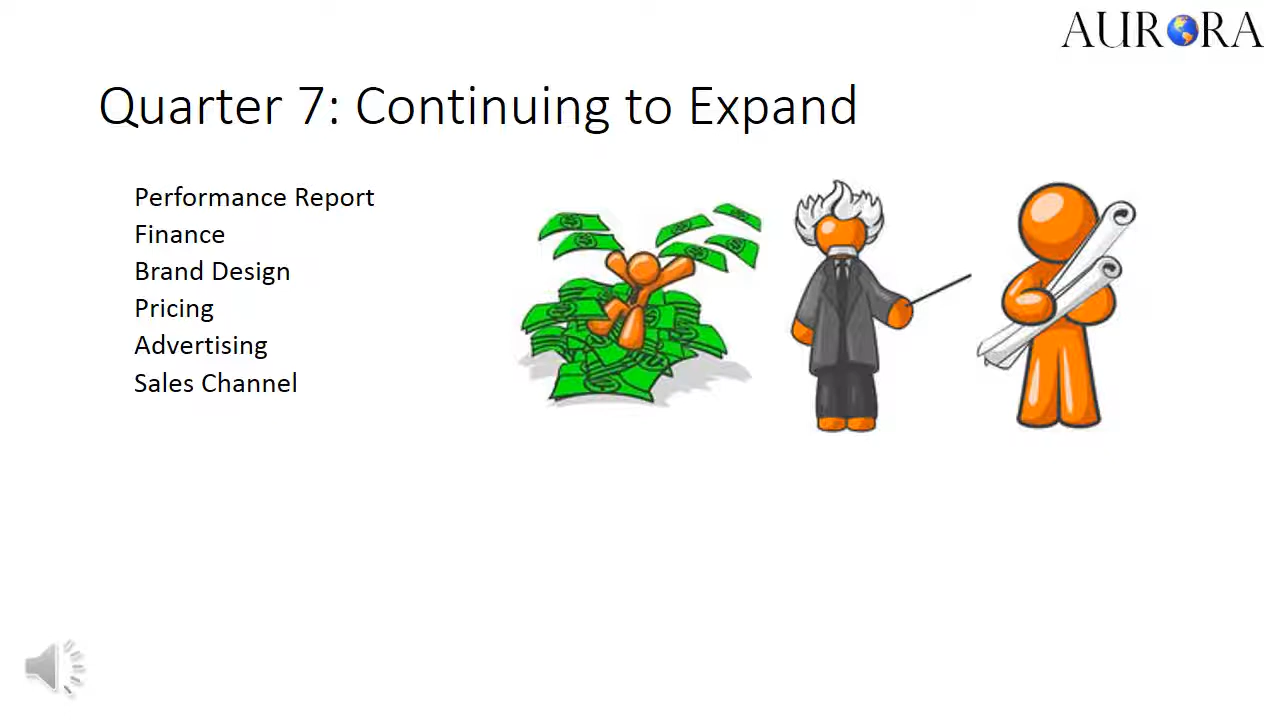 AURORA
Quarter 7: Continuing to Expand
Performance Report
Finance
Brand Design
Pricing
Advertising
Sales Channel